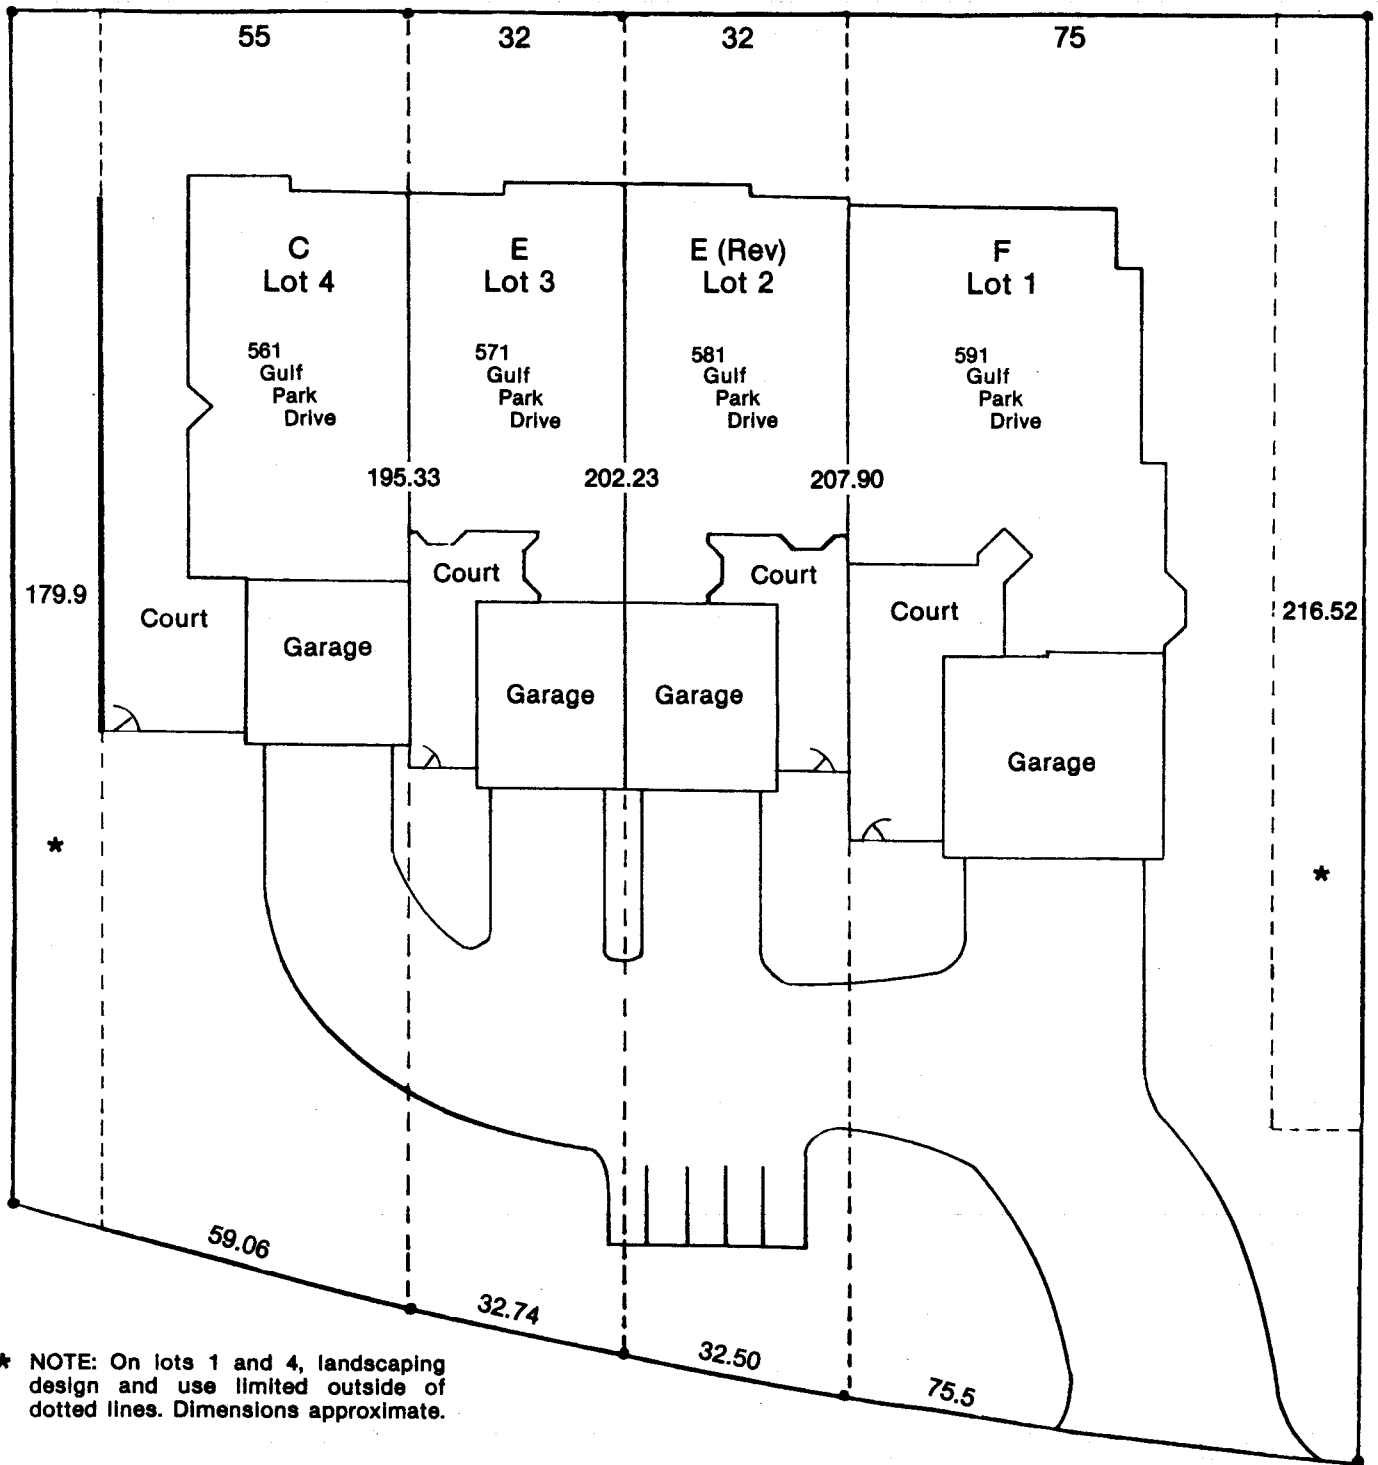 55
32
32
75
C
Lot 4
E
Lot 3
E (Rev)
Lot 2
F
Lot 1
561
Gulf
Park
Drive
571
Gulf
Park
Drive
581
Gulf
Park
Drive
591
Gulf
Park
Drive
195.33
202.23
207.90
179.9
216.52
Court
Court
Court
Court
Garage
Garage
Garage
Garage
*
*
59.06
32.74
32.50
75.5
* NOTE: On lots 1 and 4, landscaping
design and use limited outside of
dotted lines. Dimensions approximate.